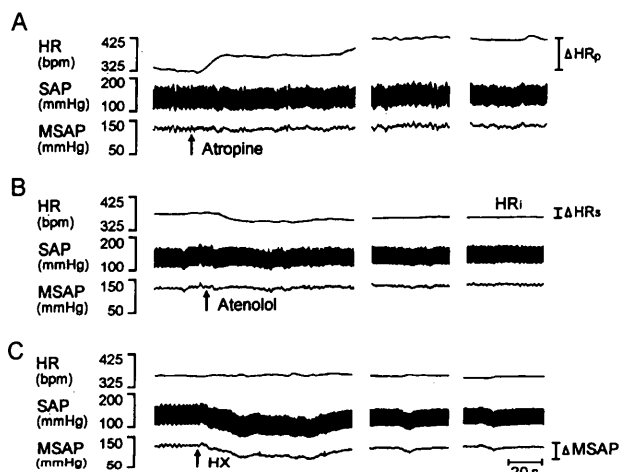 A
HR 425
(bpm) 325
ΔHRp
SAP 200
(mmHg) 100
MSAP 150
(mmHg) 50
Atropine
B
HR 425
(bpm) 325
HRi
ΔHRs
SAP 200
(mmHg) 100
MSAP 150
(mmHg) 50
Atenolol
C
HR 425
(bpm) 325
SAP 200
(mmHg) 100
MSAP 150
(mmHg) 50
HX
ΔMSAP